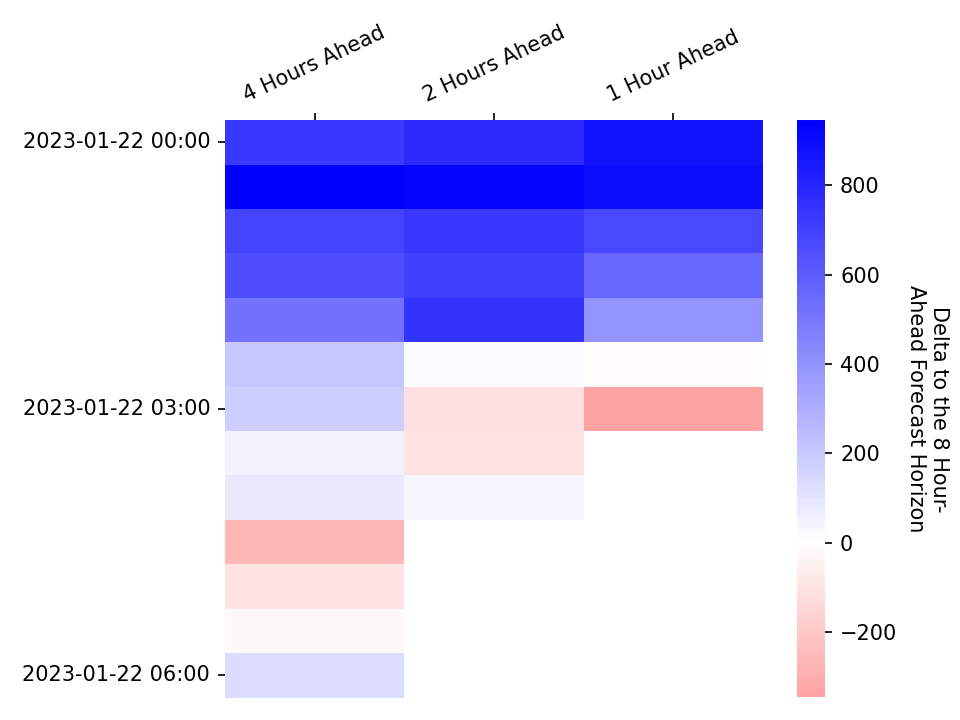 4 Hours Ahead
2 Hours Ahead
1 Hour Ahead
2023-01-22 00:00
2023-01-22 03:00
2023-01-22 06:00
800
600
400
200
0
−200
Delta to the 8 Hour-
Ahead Forecast Horizon